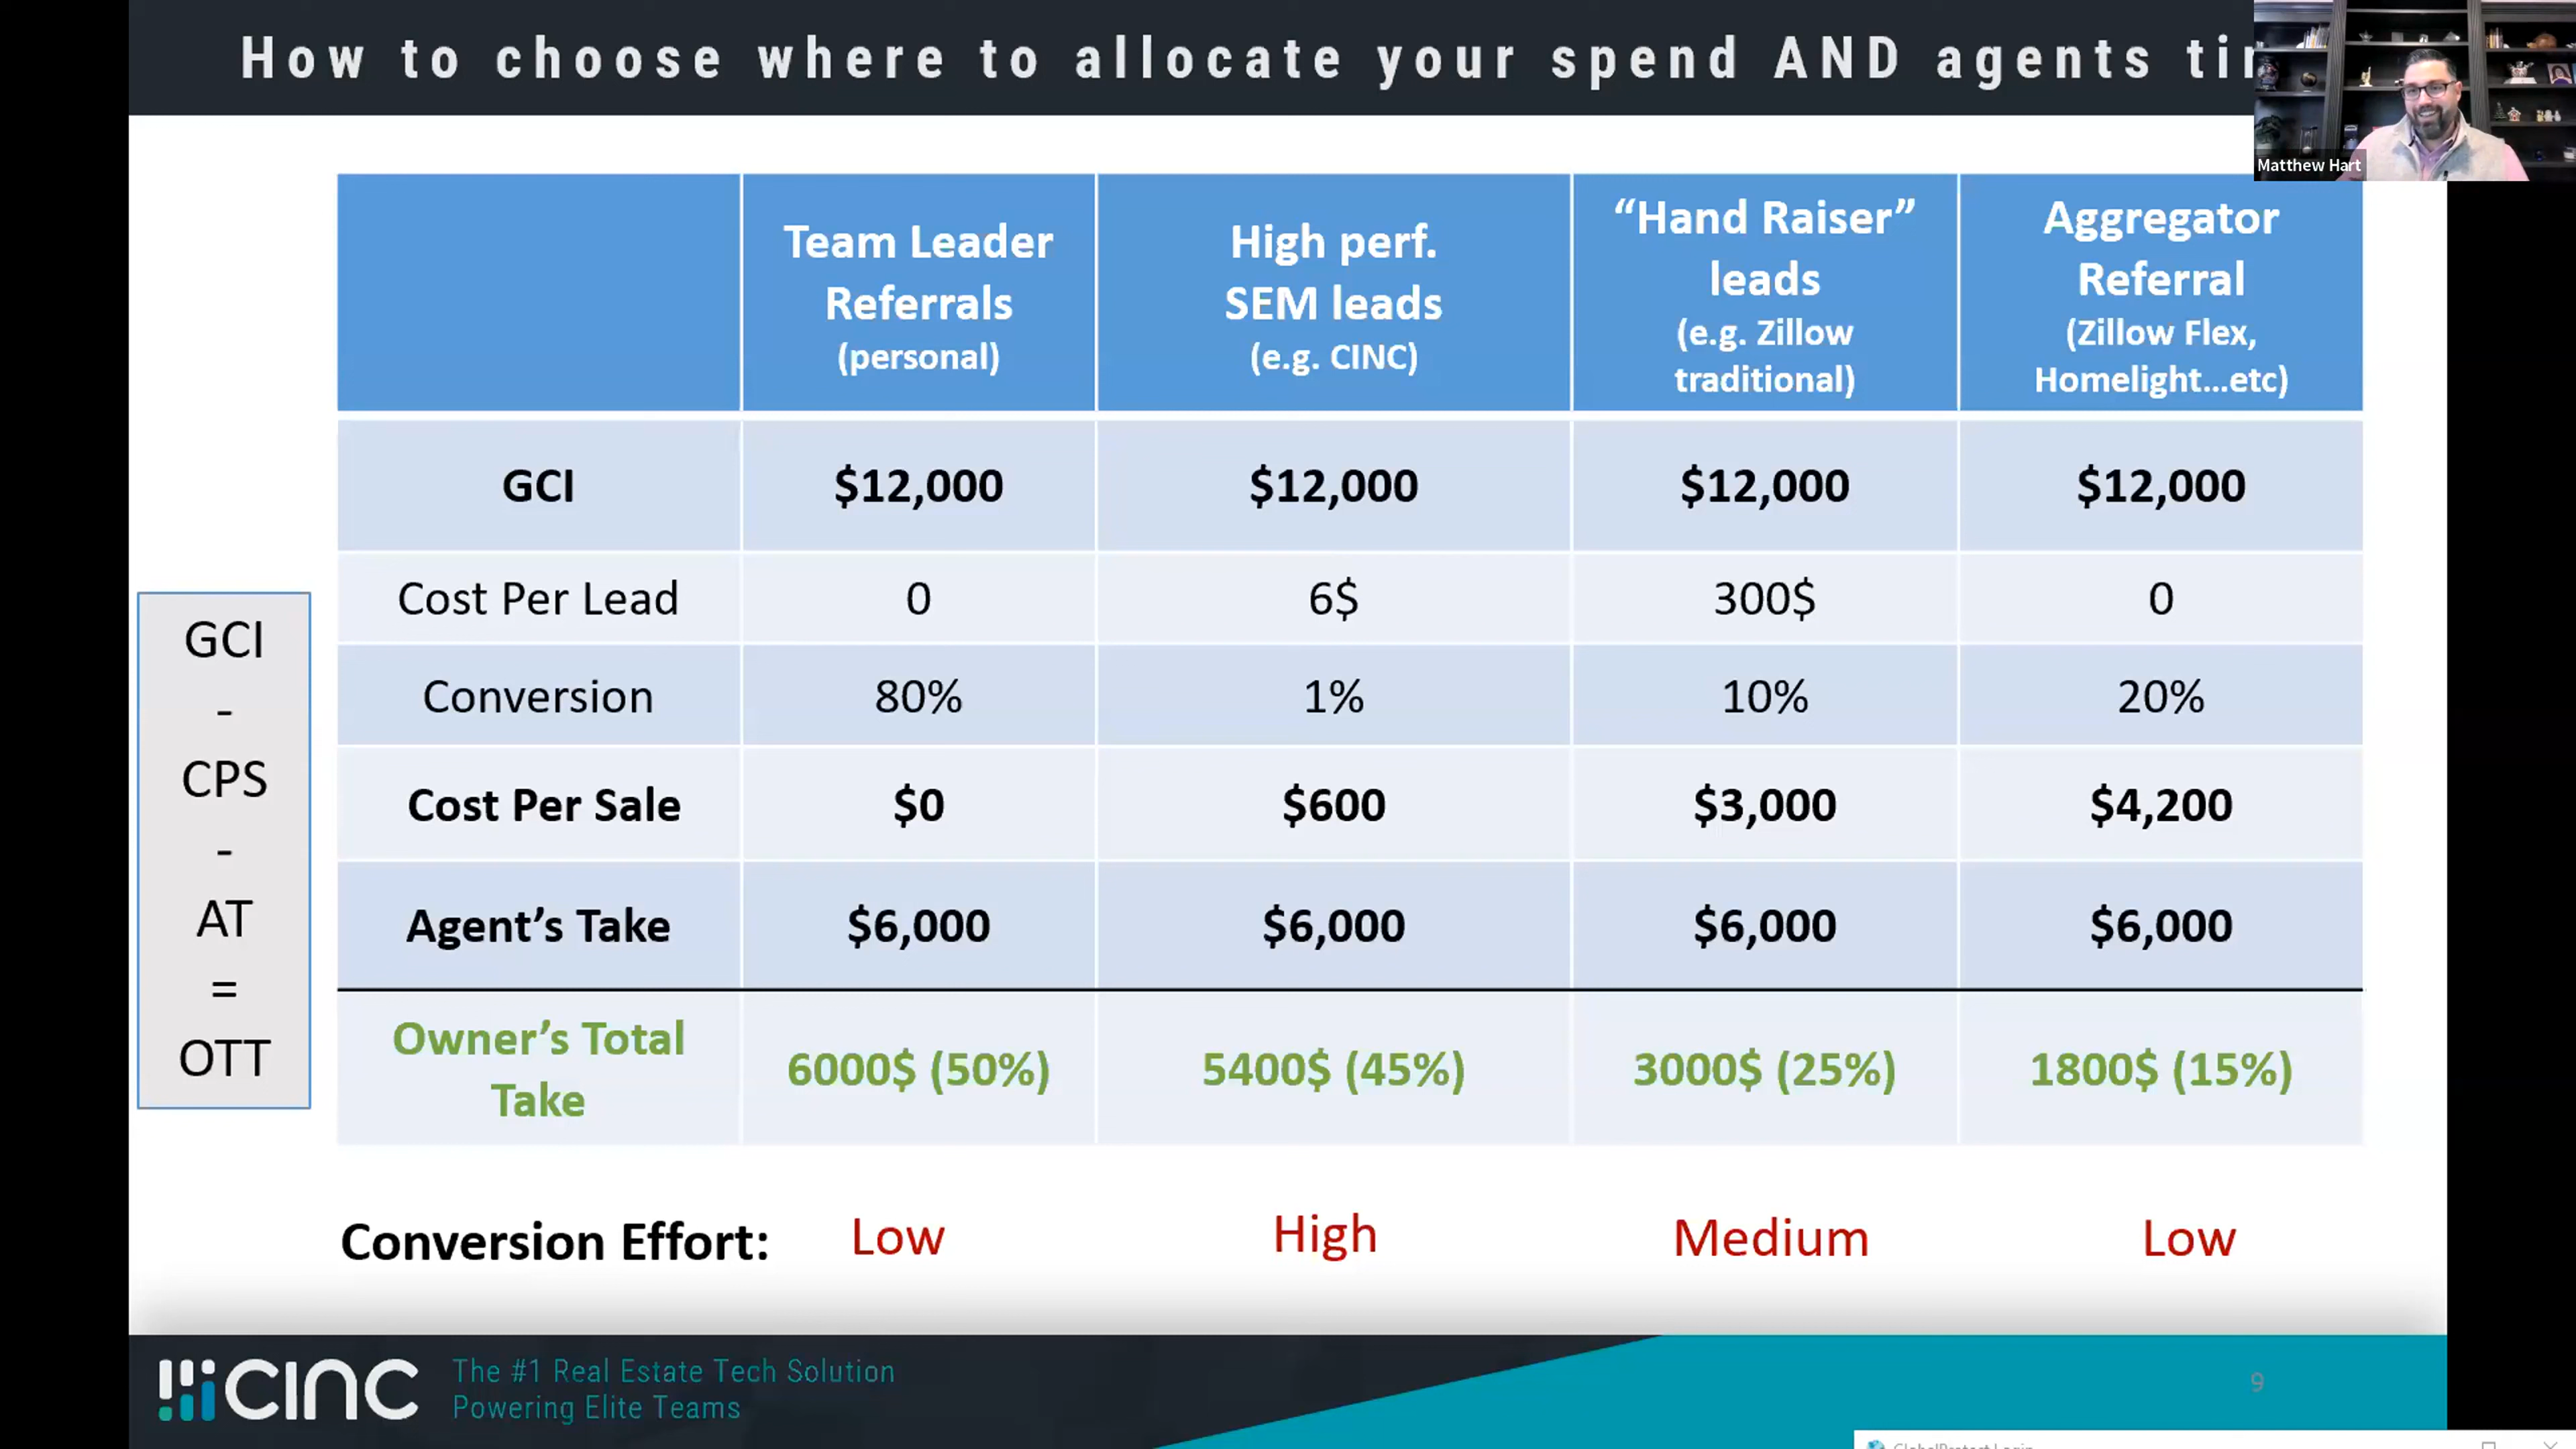 How to choose where to allocate your spend AND agents
Matthew Hart
Team Leader
Referrals
(personal)
High perf.
SEM leads
(e.g. CINC)
“Hand Raiser”
leads
(e.g. Zillow
traditional)
Aggregator
Referral
(Zillow Flex,
Homelight...etc)
GCI $12,000 $12,000 $12,000 $12,000
Cost Per Lead 0 6$ 300$ 0
Conversion 80% 1% 10% 20%
Cost Per Sale $0 $600 $3,000 $4,200
Agent’s Take $6,000 $6,000 $6,000 $6,000
Owner’s Total
Take
6000$ (50%) 5400$ (45%) 3000$ (25%) 1800$ (15%)
GCI
-
CPS
-
AT
=
OTT
Conversion Effort: Low High Medium Low
CINC
The #1 Real Estate Tech Solution
Powering Elite Teams
9